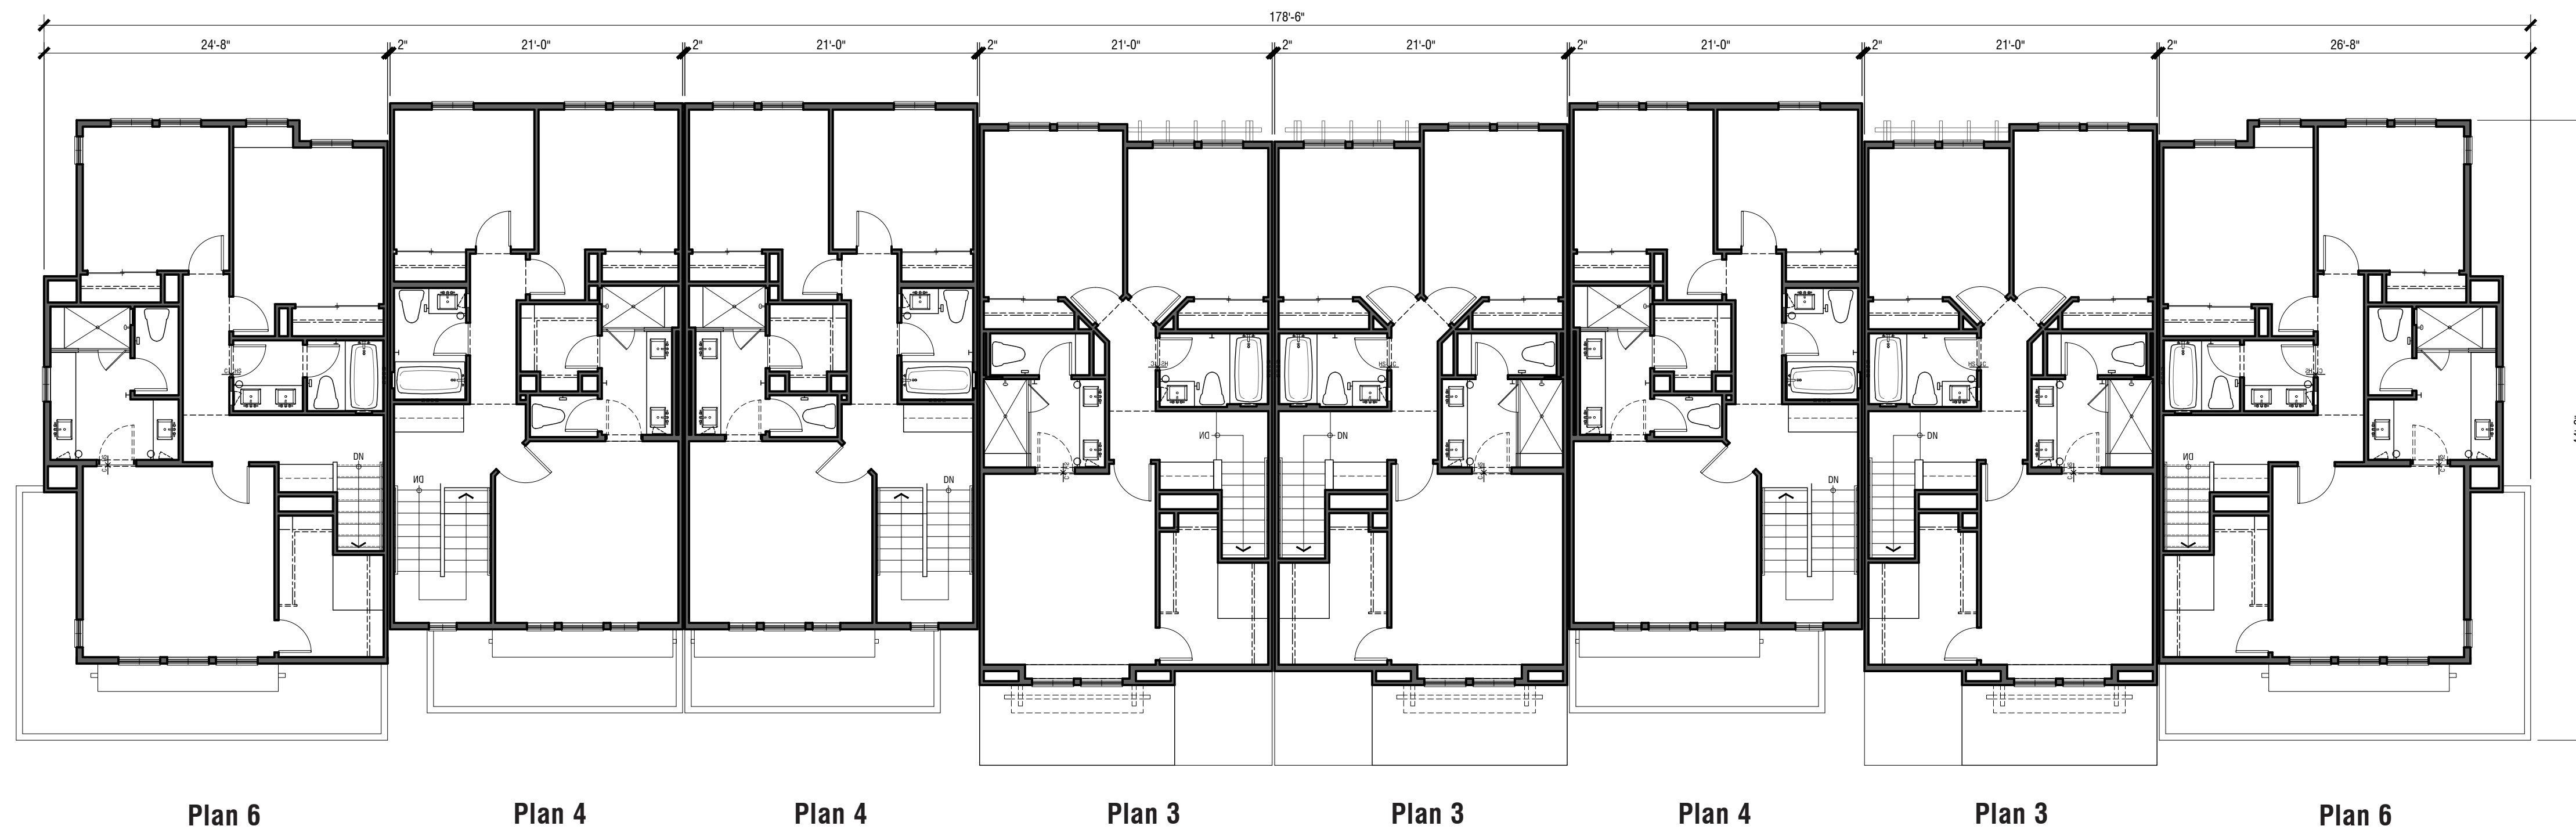 178'-6"
24'-8" 2" 21'-0" 2" 21'-0" 2" 21'-0" 2" 21'-0" 2" 21'-0" 2" 21'-0" 2" 26'-8"
DN DN DN DN DN DN DN DN
Plan 6 Plan 4 Plan 4 Plan 3 Plan 3 Plan 4 Plan 3 Plan 6